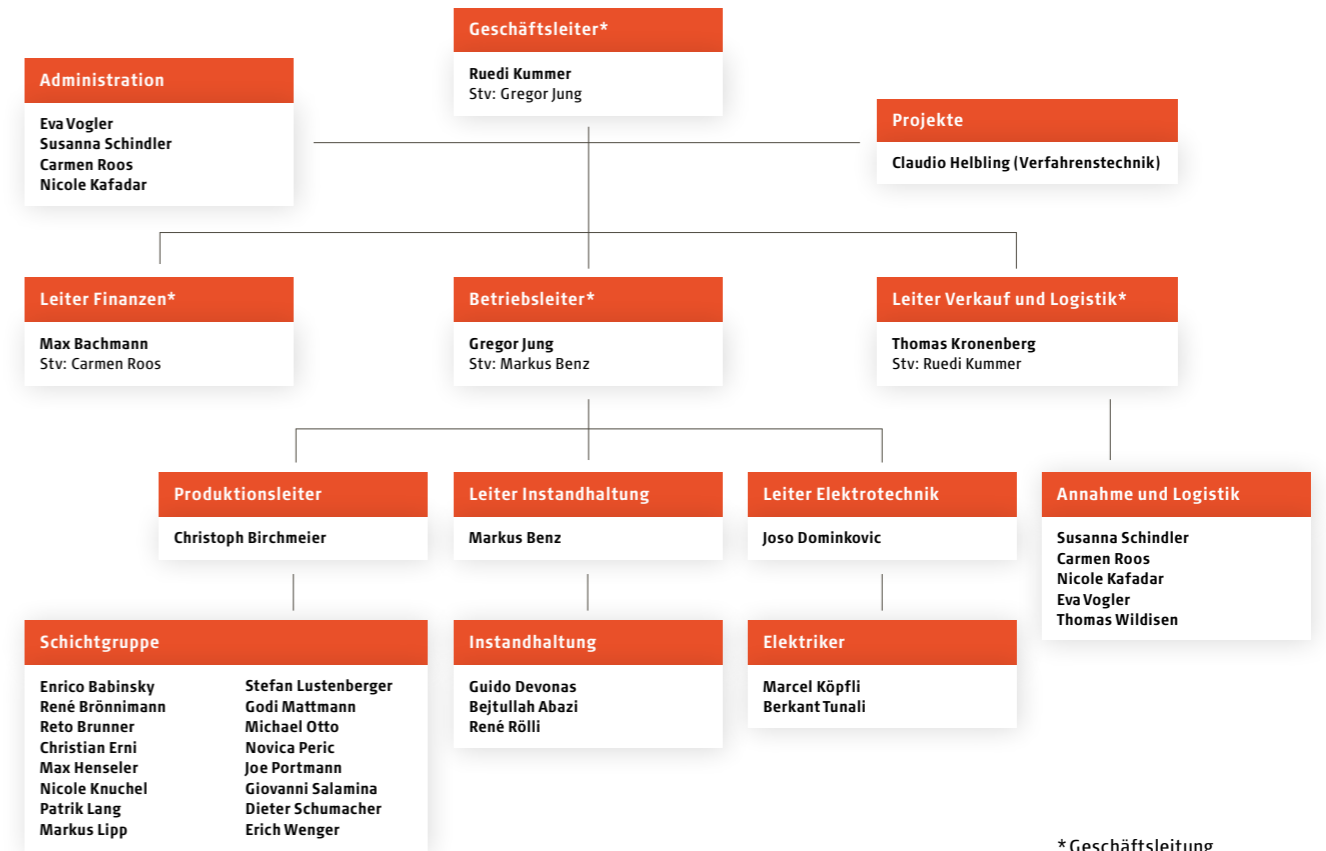 Geschäftsleiter*
Ruedi Kummer
Stv: Gregor Jung
Administration
Eva Vogler
Susanna Schindler
Carmen Roos
Nicole Kafadar
Projekte
Claudio Helbling (Verfahrenstechnik)
Leiter Finanzen*
Max Bachmann
Stv: Carmen Roos
Betriebsleiter*
Gregor Jung
Stv: Markus Benz
Leiter Verkauf und Logistik*
Thomas Kronenberg
Stv: Ruedi Kummer
Produktionsleiter
Christoph Birchmeier
Leiter Instandhaltung
Markus Benz
Leiter Elektrotechnik
Joso Dominkovic
Annahme und Logistik
Susanna Schindler
Carmen Roos
Nicole Kafadar
Eva Vogler
Thomas Wildisen
Schichtgruppe
Enrico Babinsky
René Brönnimann
Reto Brunner
Christian Erni
Max Henseler
Nicole Knuchel
Patrik Lang
Markus Lipp
Stefan Lustenberger
Godi Mattmann
Michael Otto
Novica Peric
Joe Portmann
Giovanni Salamina
Dieter Schumacher
Erich Wenger
Instandhaltung
Guido Devonas
Bejtullah Abazi
René Rölli
Elektriker
Marcel Köpfli
Berkant Tunali
* Geschäftsleitung